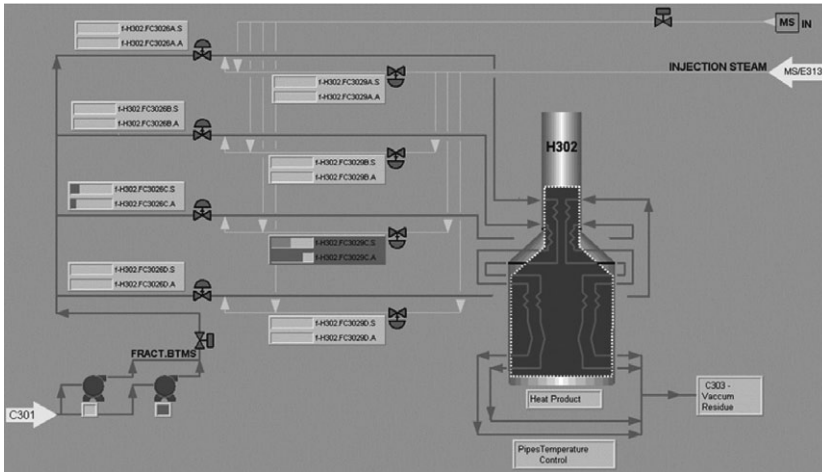 f-H302.FC3026A.S
f-H302.FC3026A.A
MS IN
INJECTION STEAM
MS/E313
f-H302.FC3029A.S
f-H302.FC3029A.A
f-H302.FC3026B.S
f-H302.FC3026B.A
H302
f-H302.FC3029B.S
f-H302.FC3029B.A
f-H302.FC3026C.S
f-H302.FC3026C.A
f-H302.FC3029C.S
f-H302.FC3029C.A
f-H302.FC3026D.S
f-H302.FC3026D.A
f-H302.FC3029D.S
f-H302.FC3029D.A
FRACT.BTMS
C301
Heat Product
C303 -
Vaccum
Residue
PipesTemperature
Control